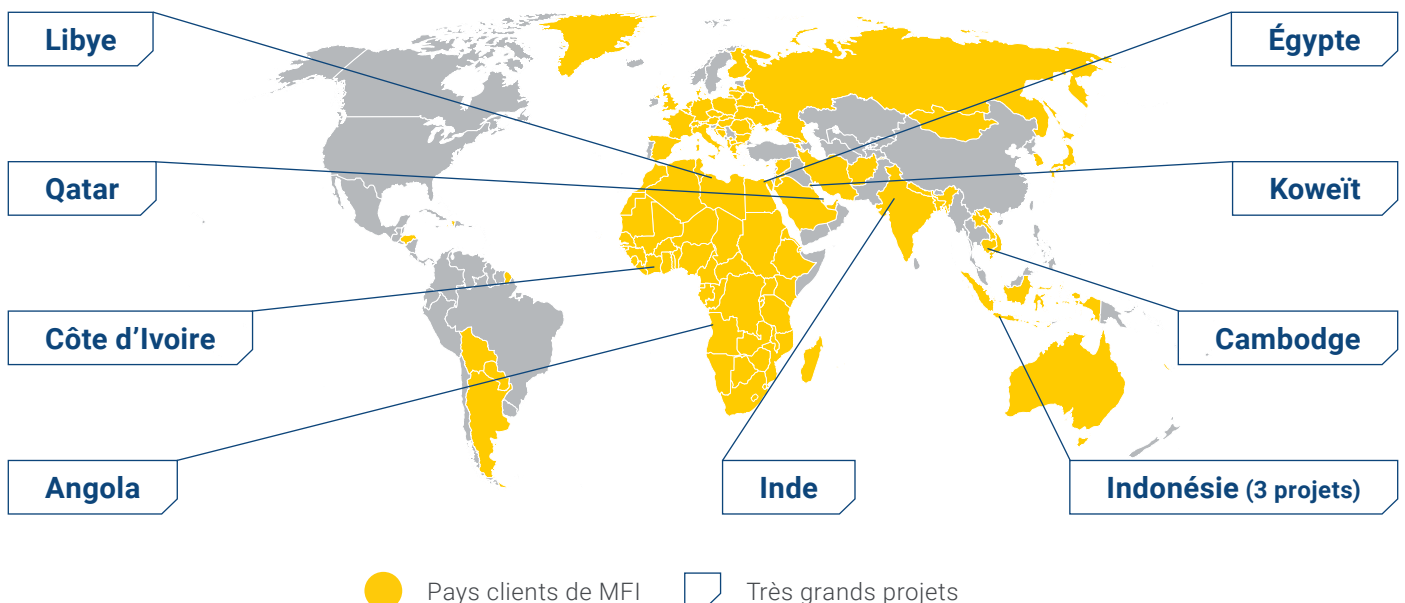 Libye
Égypte
Qatar
Koweït
Côte d’Ivoire
Cambodge
Angola
Inde
Indonésie (3 projets)
Pays clients de MFI
Très grands projets